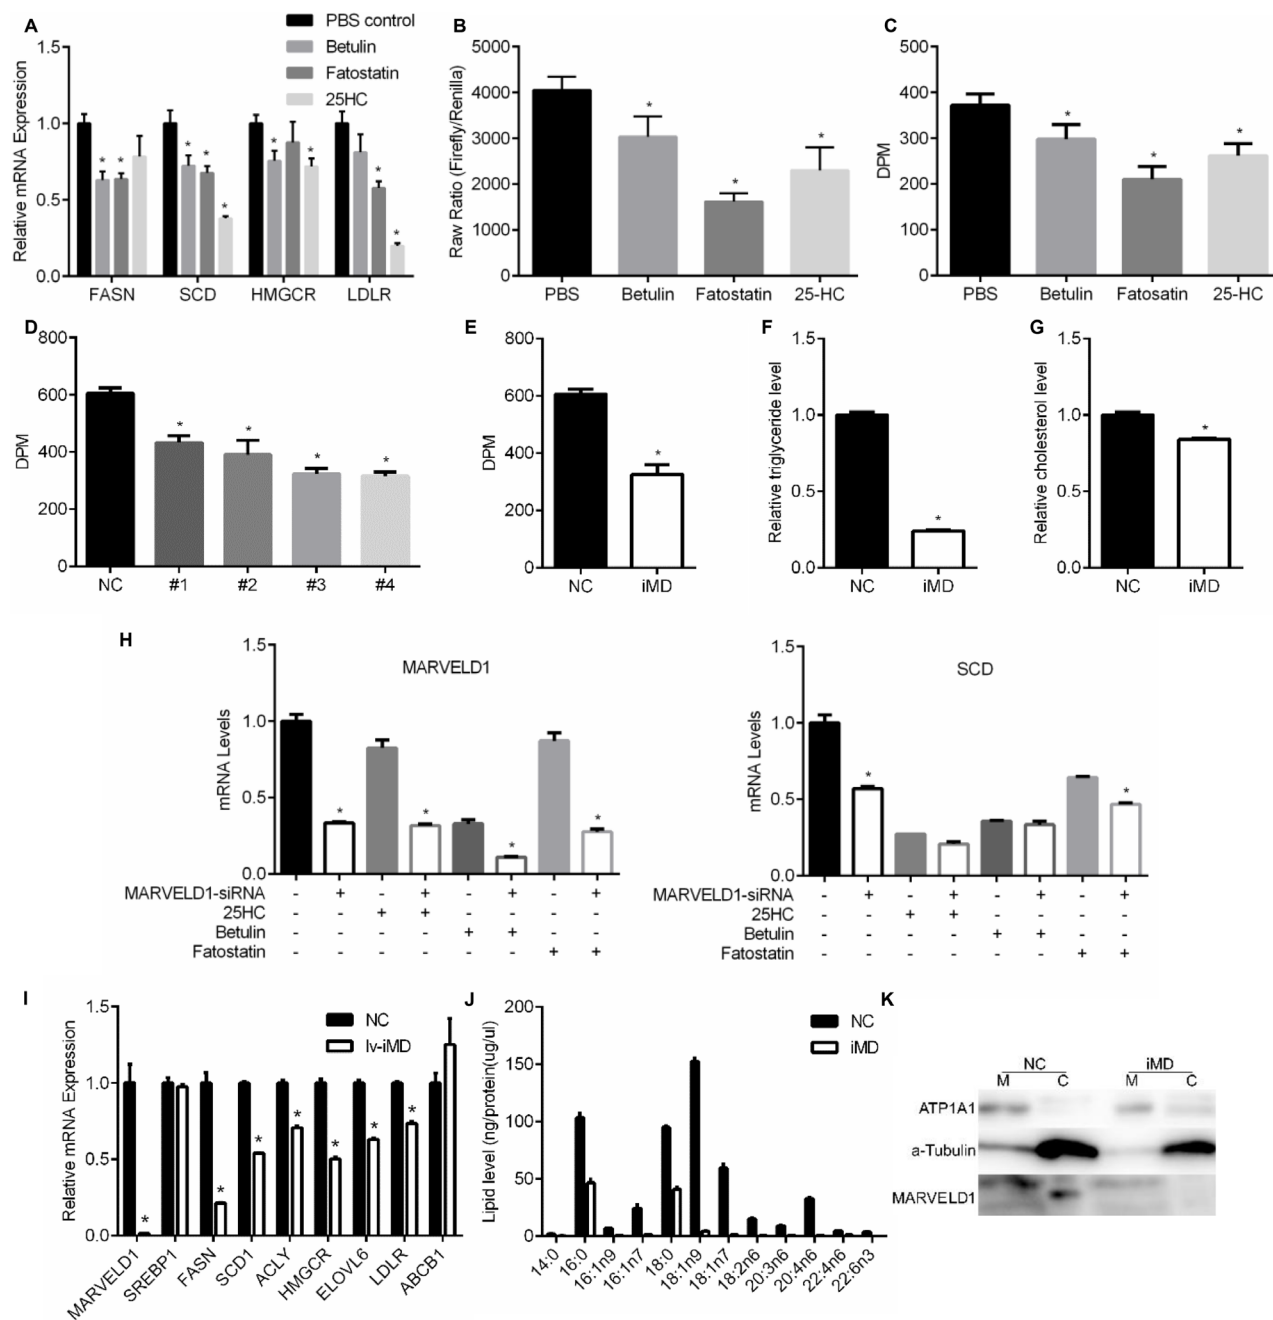 A
PBS control
Betulin
Fatostatin
25HC
Relative mRNA Expression
1.5
1.0
0.5
0.0
FASN SCD HMGCR LDLR
B
Raw Ratio (Firefly/Renilla)
5000
4000
3000
2000
1000
0
PBS Betulin Fatostatin 25-HC
C
DPM
500
400
300
200
100
0
PBS Betulin Fatosatin 25-HC
D
DPM
800
600
400
200
0
NC #1 #2 #3 #4
E
DPM
800
600
400
200
0
NC iMD
F
Relative triglyceride level
1.5
1.0
0.5
0.0
NC iMD
G
Relative cholesterol level
1.5
1.0
0.5
0.0
NC iMD
H
MARVELD1
mRNA Levels
1.5
1.0
0.5
0.0
MARVELD1-siRNA - + - + - + - +
25HC - - + + - - - -
Betulin - - - - + + - -
Fatostatin - - - - - - + +
SCD
mRNA Levels
1.5
1.0
0.5
0.0
MARVELD1-siRNA - + - + - + - +
25HC - - + + - - - -
Betulin - - - - + + - -
Fatostatin - - - - - - + +
I
NC
lv-iMD
Relative mRNA Expression
1.5
1.0
0.5
0.0
MARVELD1 SREBP1 FASN SCD1 ACLY HMGCR ELOVL6 LDLR ABCB1
J
NC
iMD
Lipid level (ng/protein(ug/ul)
200
150
100
50
0
14:0 16:0 16:1n9 16:1n7 18:0 18:1n9 18:1n7 18:2n6 20:3n6 20:4n6 22:4n6 22:6n3
K
NC iMD
M C M C
ATP1A1
a-Tubulin
MARVELD1